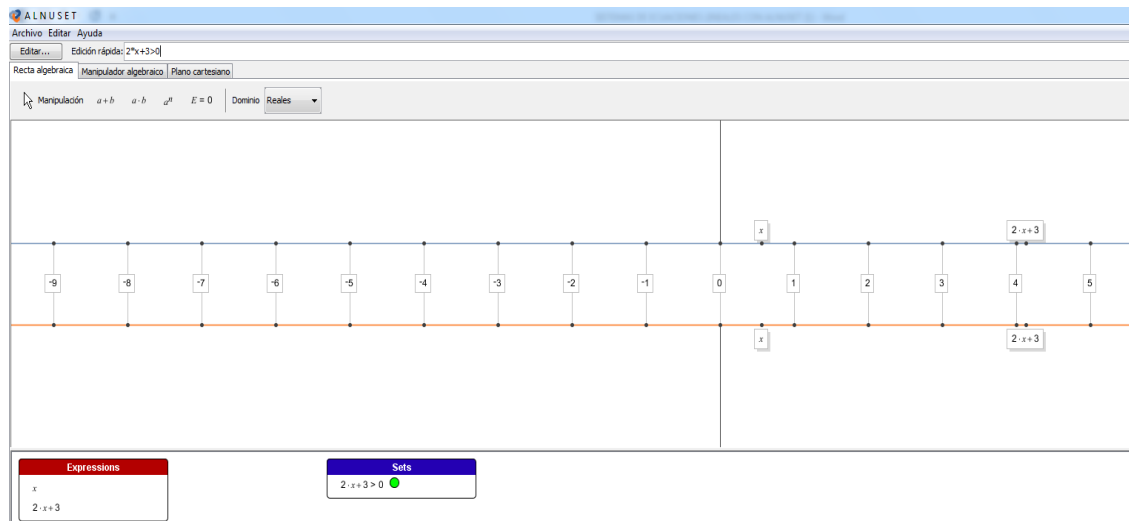 ALNUSET
Archivo Editar Ayuda
Editar... Edición rápida: 2*x+3>0
Recta algebraica Manipulador algebraico Plano cartesiano
Manipulación a+b a·b aⁿ E = 0 Dominio Reales
x 2·x+3
-9 -8 -7 -6 -5 -4 -3 -2 -1 0 1 2 3 4 5
x 2·x+3
Expressions Sets
x 2·x+3 > 0
2·x+3